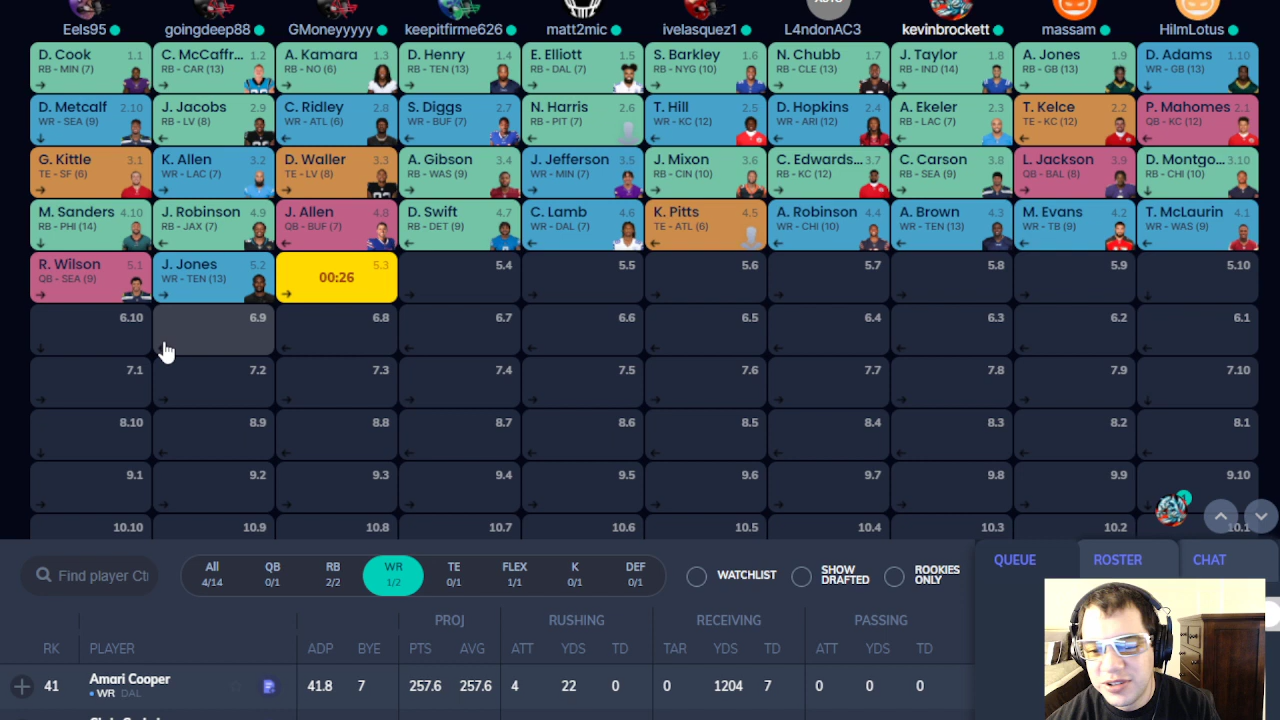 AUTO
Eels95 goingdeep88 GMoneyyyyy keepitfirme626 matt2mic ivelasquez1 L4ndonAC3 kevinbrockett massam HilmLotus
D. Cook 1.1 C. McCaffr... 1.2 A. Kamara 1.3 D. Henry 1.4 E. Elliott 1.5 S. Barkley 1.6 N. Chubb 1.7 J. Taylor 1.8 A. Jones 1.9 D. Adams 1.10
RB - MIN (7) RB - CAR (13) RB - NO (6) RB - TEN (13) RB - DAL (7) RB - NYG (10) RB - CLE (13) RB - IND (14) RB - GB (13) WR - GB (13)
D. Metcalf 2.10 J. Jacobs 2.9 C. Ridley 2.8 S. Diggs 2.7 N. Harris 2.6 T. Hill 2.5 D. Hopkins 2.4 A. Ekeler 2.3 T. Kelce 2.2 P. Mahomes 2.1
WR - SEA (9) RB - LV (8) WR - ATL (6) WR - BUF (7) RB - PIT (7) WR - KC (12) WR - ARI (12) RB - LAC (7) TE - KC (12) QB - KC (12)
G. Kittle 3.1 K. Allen 3.2 D. Waller 3.3 A. Gibson 3.4 J. Jefferson 3.5 J. Mixon 3.6 C. Edwards... 3.7 C. Carson 3.8 L. Jackson 3.9 D. Montgo... 3.10
TE - SF (6) WR - LAC (7) TE - LV (8) RB - WAS (9) WR - MIN (7) RB - CIN (10) RB - KC (12) RB - SEA (9) QB - BAL (8) RB - CHI (10)
M. Sanders 4.10 J. Robinson 4.9 J. Allen 4.8 D. Swift 4.7 C. Lamb 4.6 K. Pitts 4.5 A. Robinson 4.4 A. Brown 4.3 M. Evans 4.2 T. McLaurin 4.1
RB - PHI (14) RB - JAX (7) QB - BUF (7) RB - DET (9) WR - DAL (7) TE - ATL (6) WR - CHI (10) WR - TEN (13) WR - TB (9) WR - WAS (9)
R. Wilson 5.1 J. Jones 5.2 5.3 5.4 5.5 5.6 5.7 5.8 5.9 5.10
QB - SEA (9) WR - TEN (13) 00:26
6.10 6.9 6.8 6.7 6.6 6.5 6.4 6.3 6.2 6.1
7.1 7.2 7.3 7.4 7.5 7.6 7.7 7.8 7.9 7.10
8.10 8.9 8.8 8.7 8.6 8.5 8.4 8.3 8.2 8.1
9.1 9.2 9.3 9.4 9.5 9.6 9.7 9.8 9.9 9.10
10.10 10.9 10.8 10.7 10.6 10.5 10.4 10.3 10.2 10.1
Find player Ctr
All QB RB WR TE FLEX K DEF
4/14 0/1 2/2 1/2 0/1 1/1 0/1 0/1
WATCHLIST
SHOW
DRAFTED
ROOKIES
ONLY
QUEUE ROSTER CHAT
PROJ RUSHING RECEIVING PASSING
RK PLAYER ADP BYE PTS AVG ATT YDS TD TAR YDS TD ATT YDS TD
41 Amari Cooper 41.8 7 257.6 257.6 4 22 0 0 1204 7 0 0 0
WR DAL